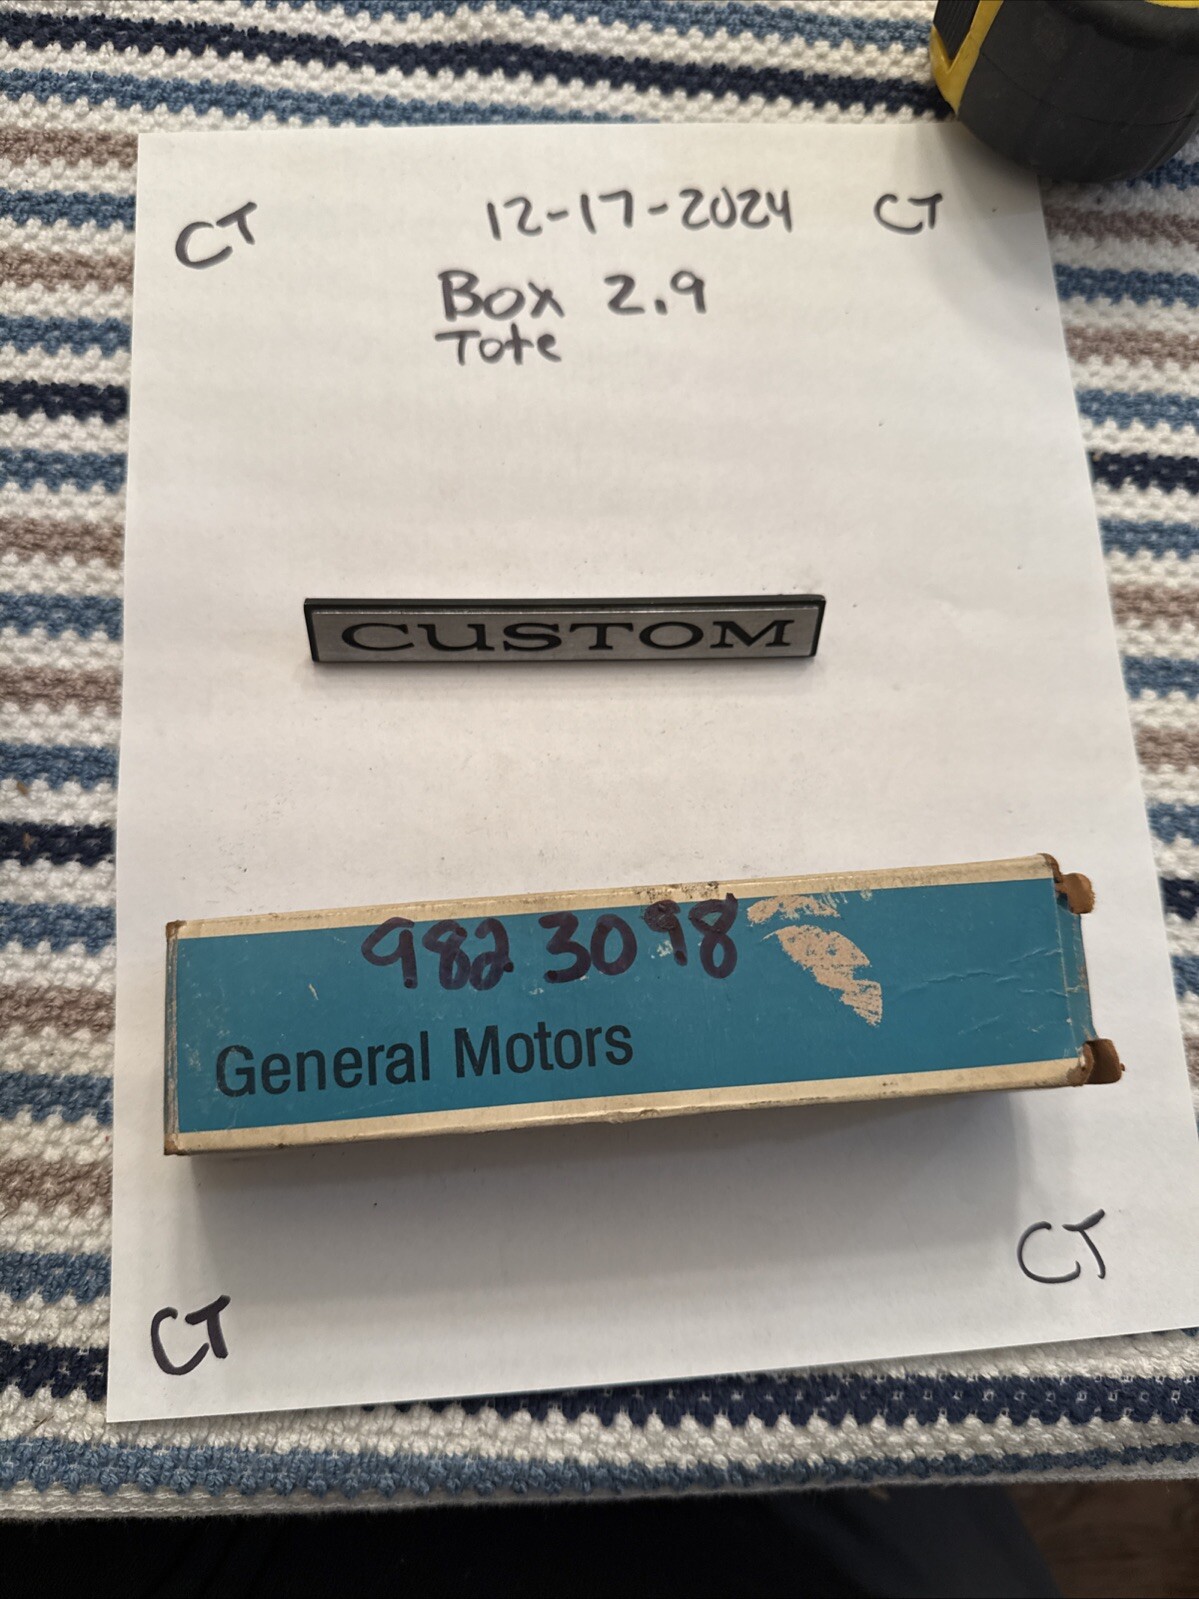 CT 12-17-2024 CT
Box 2.9
Tote
CUSTOM
9823098
General Motors
CT
CT